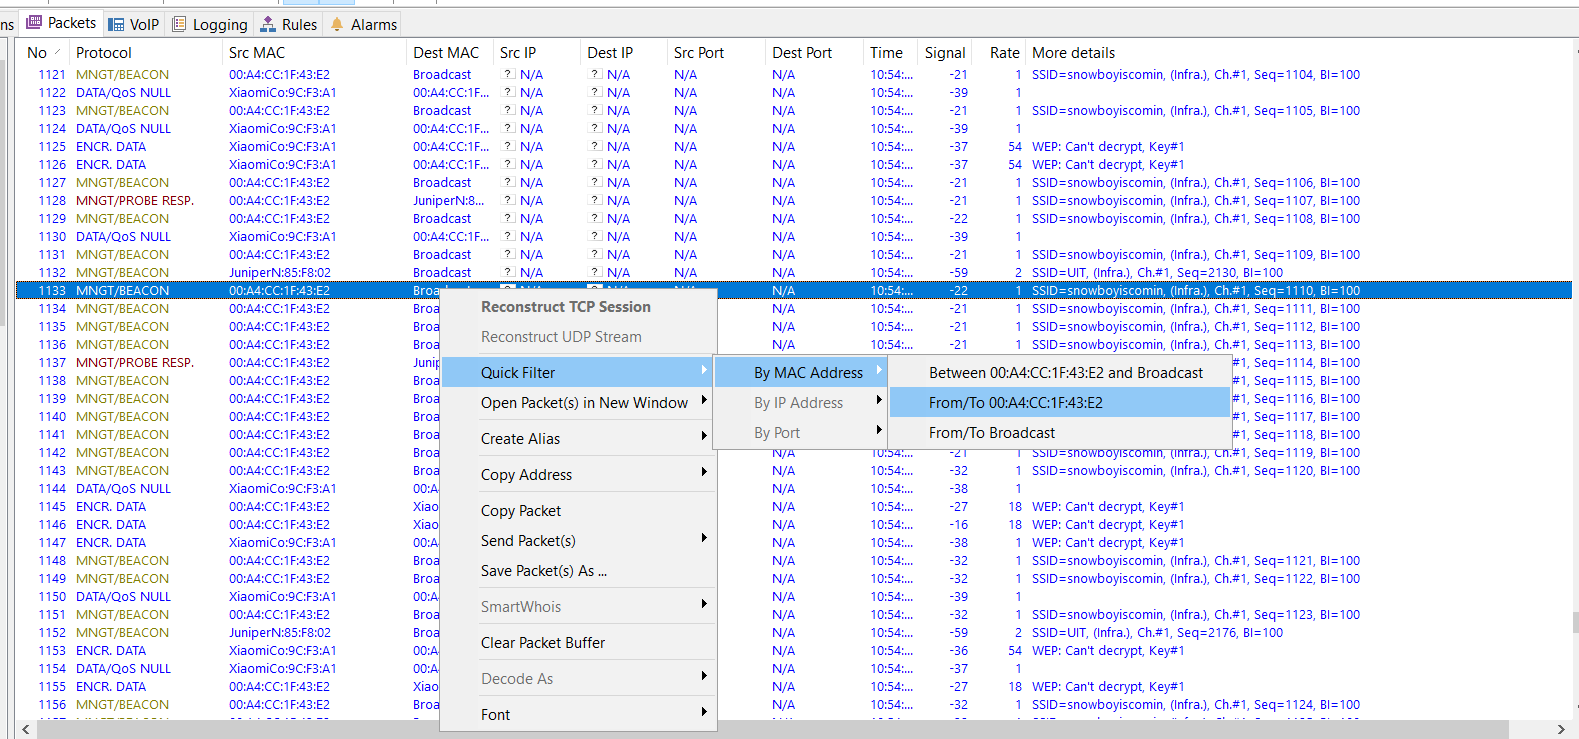 ns Packets VoIP Logging Rules Alarms
No Protocol Src MAC Dest MAC Src IP Dest IP Src Port Dest Port Time Signal Rate More details
1121 MNGT/BEACON 00:A4:CC:1F:43:E2 Broadcast ? N/A ? N/A N/A N/A 10:54:... -21 1 SSID=snowboyiscomin, (Infra.), Ch.#1, Seq=1104, BI=100
1122 DATA/QoS NULL XiaomiCo:9C:F3:A1 00:A4:CC:1F... ? N/A ? N/A N/A N/A 10:54:... -39 1
1123 MNGT/BEACON 00:A4:CC:1F:43:E2 Broadcast ? N/A ? N/A N/A N/A 10:54:... -21 1 SSID=snowboyiscomin, (Infra.), Ch.#1, Seq=1105, BI=100
1124 DATA/QoS NULL XiaomiCo:9C:F3:A1 00:A4:CC:1F... ? N/A ? N/A N/A N/A 10:54:... -39 1
1125 ENCR. DATA XiaomiCo:9C:F3:A1 00:A4:CC:1F... ? N/A ? N/A N/A N/A 10:54:... -37 54 WEP: Can't decrypt, Key#1
1126 ENCR. DATA XiaomiCo:9C:F3:A1 00:A4:CC:1F... ? N/A ? N/A N/A N/A 10:54:... -37 54 WEP: Can't decrypt, Key#1
1127 MNGT/BEACON 00:A4:CC:1F:43:E2 Broadcast ? N/A ? N/A N/A N/A 10:54:... -21 1 SSID=snowboyiscomin, (Infra.), Ch.#1, Seq=1106, BI=100
1128 MNGT/PROBE RESP. 00:A4:CC:1F:43:E2 JuniperN:8... ? N/A ? N/A N/A N/A 10:54:... -21 1 SSID=snowboyiscomin, (Infra.), Ch.#1, Seq=1107, BI=100
1129 MNGT/BEACON 00:A4:CC:1F:43:E2 Broadcast ? N/A ? N/A N/A N/A 10:54:... -22 1 SSID=snowboyiscomin, (Infra.), Ch.#1, Seq=1108, BI=100
1130 DATA/QoS NULL XiaomiCo:9C:F3:A1 00:A4:CC:1F... ? N/A ? N/A N/A N/A 10:54:... -39 1
1131 MNGT/BEACON 00:A4:CC:1F:43:E2 Broadcast ? N/A ? N/A N/A N/A 10:54:... -21 1 SSID=snowboyiscomin, (Infra.), Ch.#1, Seq=1109, BI=100
1132 MNGT/BEACON JuniperN:85:F8:02 Broadcast ? N/A ? N/A N/A N/A 10:54:... -59 2 SSID=UIT, (Infra.), Ch.#1, Seq=2130, BI=100
1133 MNGT/BEACON 00:A4:CC:1F:43:E2 Broa N/A 10:54:... -22 1 SSID=snowboyiscomin, (Infra.), Ch.#1, Seq=1110, BI=100
1134 MNGT/BEACON 00:A4:CC:1F:43:E2 Broa N/A 10:54:... -21 1 SSID=snowboyiscomin, (Infra.), Ch.#1, Seq=1111, BI=100
1135 MNGT/BEACON 00:A4:CC:1F:43:E2 Broa N/A 10:54:... -21 1 SSID=snowboyiscomin, (Infra.), Ch.#1, Seq=1112, BI=100
1136 MNGT/BEACON 00:A4:CC:1F:43:E2 Broa N/A 10:54:... -21 1 SSID=snowboyiscomin, (Infra.), Ch.#1, Seq=1113, BI=100
1137 MNGT/PROBE RESP. 00:A4:CC:1F:43:E2 Junip #1, Seq=1114, BI=100
1138 MNGT/BEACON 00:A4:CC:1F:43:E2 Broa #1, Seq=1115, BI=100
1139 MNGT/BEACON 00:A4:CC:1F:43:E2 Broa #1, Seq=1116, BI=100
1140 MNGT/BEACON 00:A4:CC:1F:43:E2 Broa #1, Seq=1117, BI=100
1141 MNGT/BEACON 00:A4:CC:1F:43:E2 Broa #1, Seq=1118, BI=100
1142 MNGT/BEACON 00:A4:CC:1F:43:E2 Broa N/A 10:54:... -21 1 SSID=snowboyiscomin, (Infra.), Ch.#1, Seq=1119, BI=100
1143 MNGT/BEACON 00:A4:CC:1F:43:E2 Broa N/A 10:54:... -32 1 SSID=snowboyiscomin, (Infra.), Ch.#1, Seq=1120, BI=100
1144 DATA/QoS NULL XiaomiCo:9C:F3:A1 00:A N/A 10:54:... -38 1
1145 ENCR. DATA 00:A4:CC:1F:43:E2 Xiao N/A 10:54:... -27 18 WEP: Can't decrypt, Key#1
1146 ENCR. DATA 00:A4:CC:1F:43:E2 Xiao N/A 10:54:... -16 18 WEP: Can't decrypt, Key#1
1147 ENCR. DATA XiaomiCo:9C:F3:A1 00:A N/A 10:54:... -38 1 WEP: Can't decrypt, Key#1
1148 MNGT/BEACON 00:A4:CC:1F:43:E2 Broa N/A 10:54:... -32 1 SSID=snowboyiscomin, (Infra.), Ch.#1, Seq=1121, BI=100
1149 MNGT/BEACON 00:A4:CC:1F:43:E2 Broa N/A 10:54:... -32 1 SSID=snowboyiscomin, (Infra.), Ch.#1, Seq=1122, BI=100
1150 DATA/QoS NULL XiaomiCo:9C:F3:A1 00:A N/A 10:54:... -39 1
1151 MNGT/BEACON 00:A4:CC:1F:43:E2 Broa N/A 10:54:... -32 1 SSID=snowboyiscomin, (Infra.), Ch.#1, Seq=1123, BI=100
1152 MNGT/BEACON JuniperN:85:F8:02 Broa N/A 10:54:... -59 2 SSID=UIT, (Infra.), Ch.#1, Seq=2176, BI=100
1153 ENCR. DATA XiaomiCo:9C:F3:A1 00:A N/A 10:54:... -36 54 WEP: Can't decrypt, Key#1
1154 DATA/QoS NULL XiaomiCo:9C:F3:A1 00:A N/A 10:54:... -37 1
1155 ENCR. DATA 00:A4:CC:1F:43:E2 Xiao N/A 10:54:... -27 18 WEP: Can't decrypt, Key#1
1156 MNGT/BEACON 00:A4:CC:1F:43:E2 Broa N/A 10:54:... -32 1 SSID=snowboyiscomin, (Infra.), Ch.#1, Seq=1124, BI=100
Reconstruct TCP Session
Reconstruct UDP Stream
Quick Filter
Open Packet(s) in New Window
Create Alias
Copy Address
Copy Packet
Send Packet(s)
Save Packet(s) As ...
SmartWhois
Clear Packet Buffer
Decode As
Font
By MAC Address
By IP Address
By Port
Between 00:A4:CC:1F:43:E2 and Broadcast
From/To 00:A4:CC:1F:43:E2
From/To Broadcast